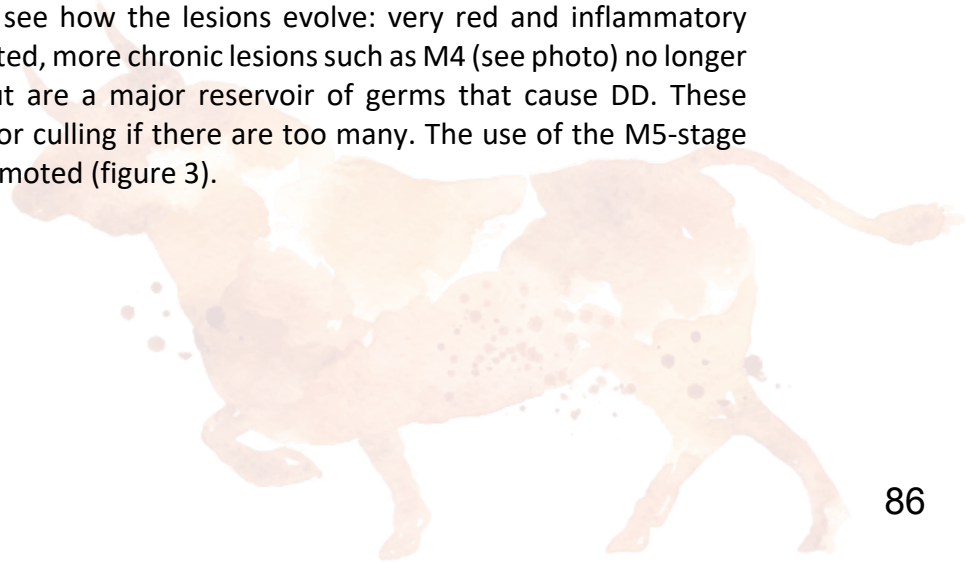 see how the lesions evolve: very red and inflammatory
ted, more chronic lesions such as M4 (see photo) no longer
ut are a major reservoir of germs that cause DD. These
or culling if there are too many. The use of the M5-stage
moted (figure 3).
86